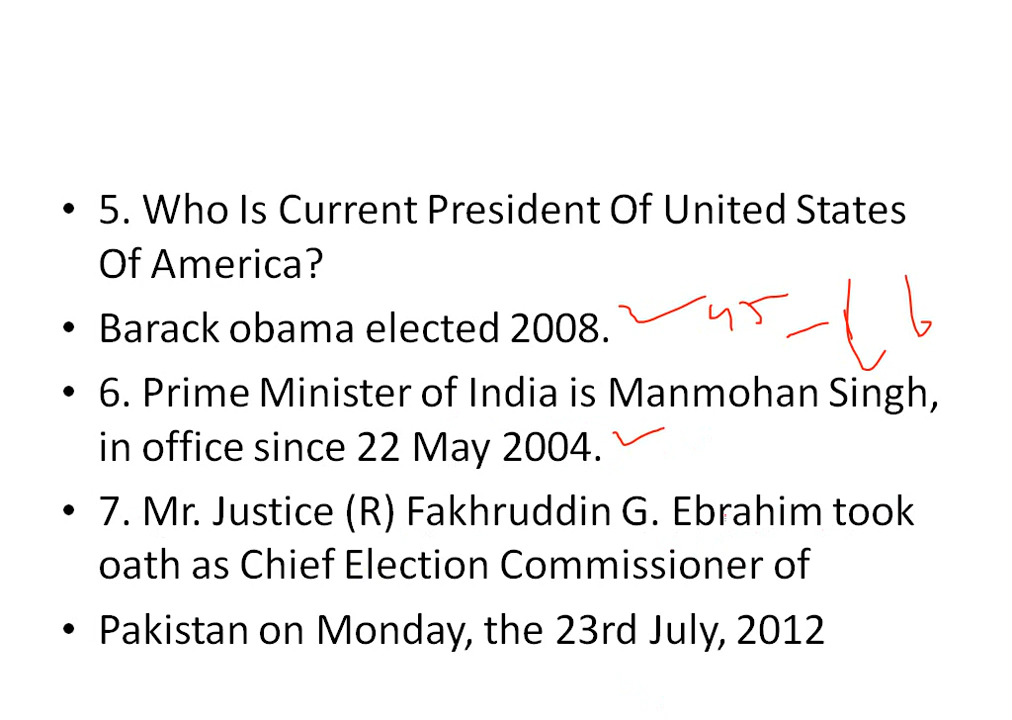 • 5. Who Is Current President Of United States
Of America?
• Barack obama elected 2008.
• 6. Prime Minister of India is Manmohan Singh,
in office since 22 May 2004.
• 7. Mr. Justice (R) Fakhruddin G. Ebrahim took
oath as Chief Election Commissioner of
• Pakistan on Monday, the 23rd July, 2012